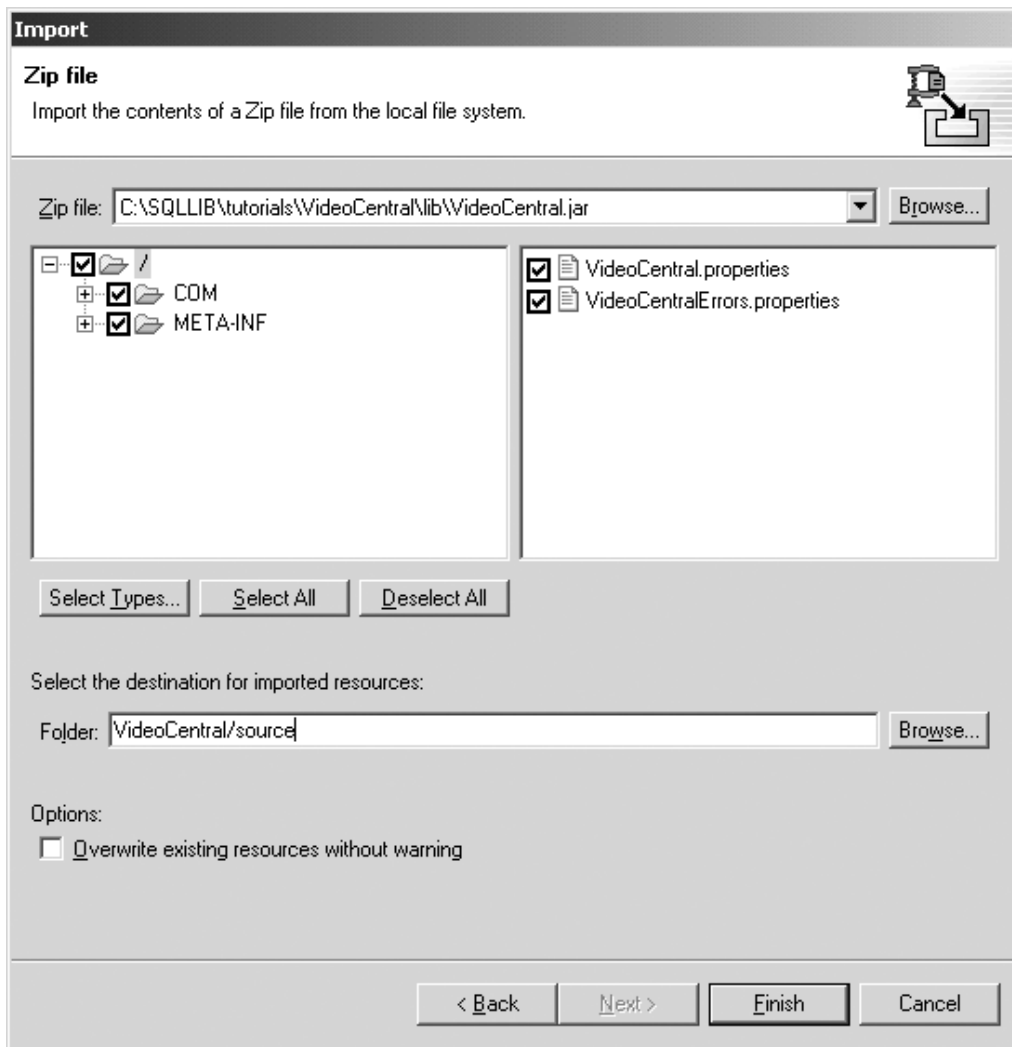 Import
Zip file
Import the contents of a Zip file from the local file system.
Zip file: C:\SQLLIB\tutorials\VideoCentral\lib\VideoCentral.jar Browse...
/
COM
META-INF
VideoCentral.properties
VideoCentralErrors.properties
Select Types... Select All Deselect All
Select the destination for imported resources:
Folder: VideoCentral/source Browse...
Options:
Overwrite existing resources without warning
< Back Next > Finish Cancel